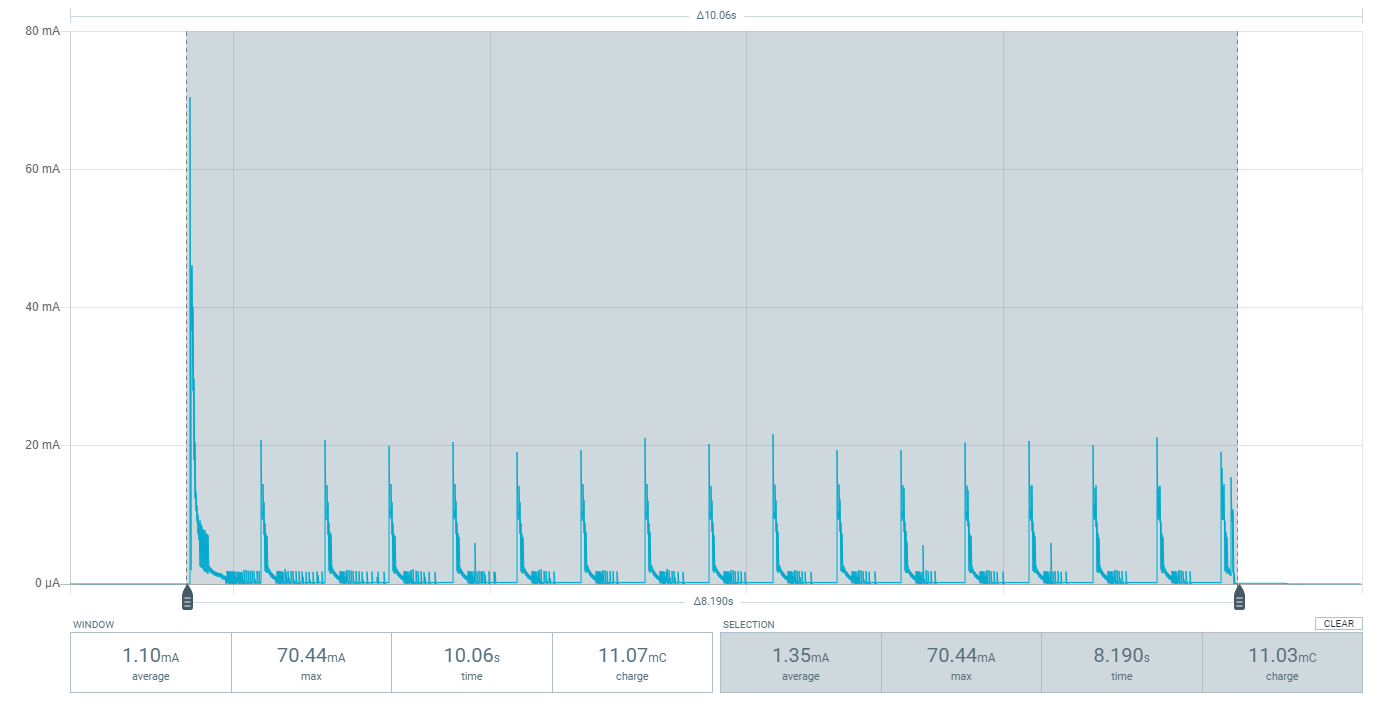 Δ10.06s
80 mA
60 mA
40 mA
20 mA
0 µA
Δ8.190s
WINDOW
SELECTION
CLEAR
1.10mA
average
70.44mA
max
10.06s
time
11.07mC
charge
1.35mA
average
70.44mA
max
8.190s
time
11.03mC
charge